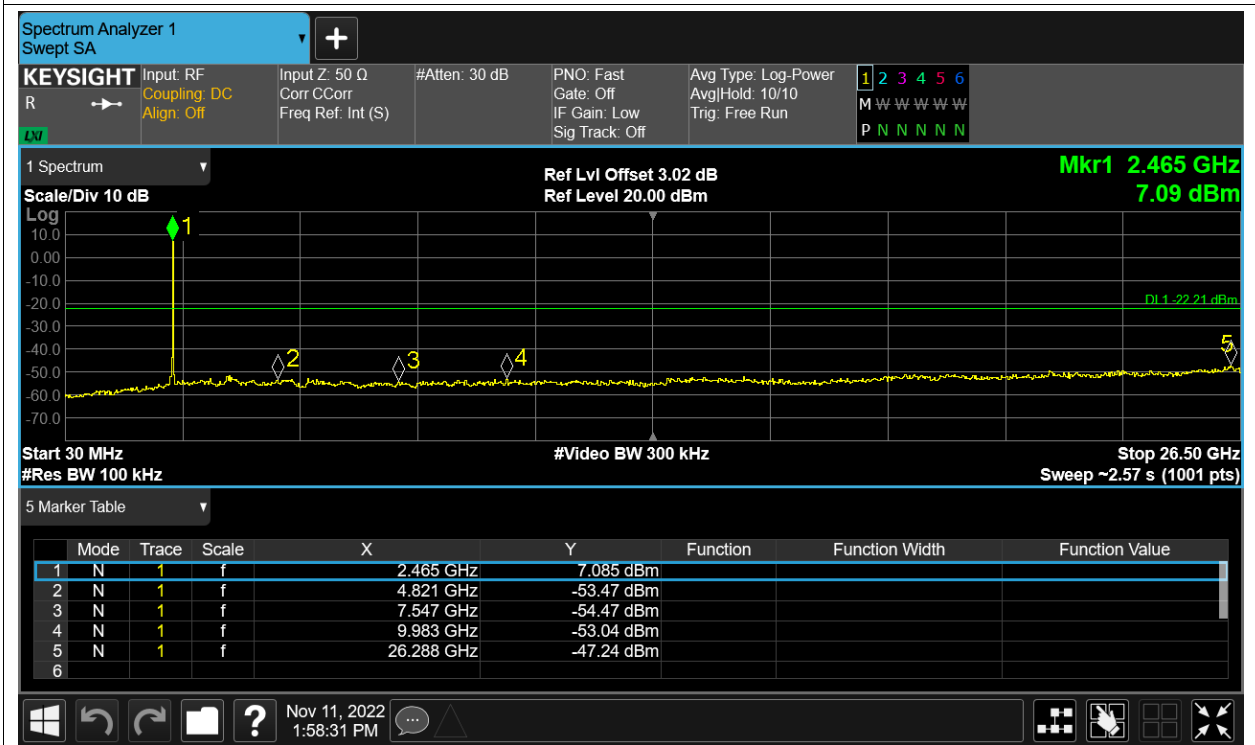 Spectrum Analyzer 1
Swept SA
KEYSIGHT
R
LXI
Input: RF
Coupling: DC
Align: Off
Input Z: 50 Ω
Corr CCorr
Freq Ref: Int (S)
#Atten: 30 dB
PNO: Fast
Gate: Off
IF Gain: Low
Sig Track: Off
Avg Type: Log-Power
Avg|Hold: 10/10
Trig: Free Run
1 2 3 4 5 6
M W W W W W
P N N N N N
1 Spectrum
Scale/Div 10 dB
Ref Lvl Offset 3.02 dB
Ref Level 20.00 dBm
Mkr1 2.465 GHz
7.09 dBm
Log
10.0
0.00
-10.0
-20.0
-30.0
-40.0
-50.0
-60.0
-70.0
1
2
3
4
5
DL1 -22.21 dBm
Start 30 MHz
#Res BW 100 kHz
#Video BW 300 kHz
Stop 26.50 GHz
Sweep ~2.57 s (1001 pts)
5 Marker Table
Mode Trace Scale X Y Function Function Width Function Value
1 N 1 f 2.465 GHz 7.085 dBm
2 N 1 f 4.821 GHz -53.47 dBm
3 N 1 f 7.547 GHz -54.47 dBm
4 N 1 f 9.983 GHz -53.04 dBm
5 N 1 f 26.288 GHz -47.24 dBm
6
?
Nov 11, 2022
1:58:31 PM